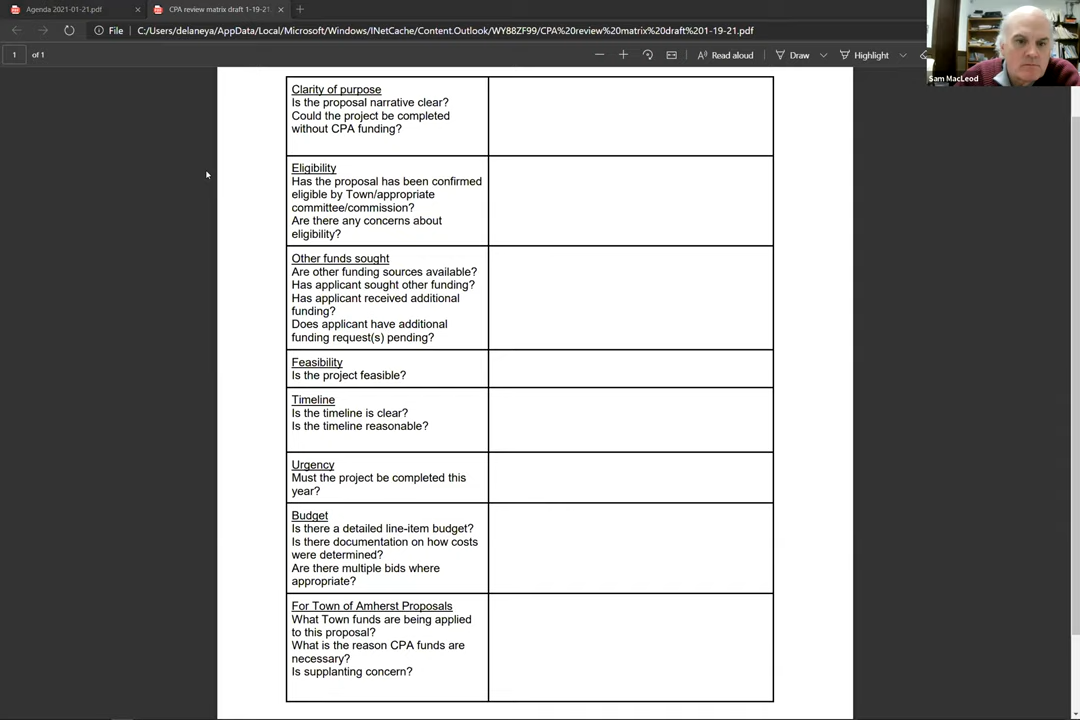 Agenda 2021-01-21.pdf
CPA review matrix draft 1-19-21.
File
C:/Users/delaneya/AppData/Local/Microsoft/Windows/INetCache/Content.Outlook/WY88ZF99/CPA%20review%20matrix%20draft%201-19-21.pdf
1 of 1
Read aloud
Draw
Highlight
Sam MacLeod
Clarity of purpose
Is the proposal narrative clear?
Could the project be completed
without CPA funding?
Eligibility
Has the proposal has been confirmed
eligible by Town/appropriate
committee/commission?
Are there any concerns about
eligibility?
Other funds sought
Are other funding sources available?
Has applicant sought other funding?
Has applicant received additional
funding?
Does applicant have additional
funding request(s) pending?
Feasibility
Is the project feasible?
Timeline
Is the timeline is clear?
Is the timeline reasonable?
Urgency
Must the project be completed this
year?
Budget
Is there a detailed line-item budget?
Is there documentation on how costs
were determined?
Are there multiple bids where
appropriate?
For Town of Amherst Proposals
What Town funds are being applied
to this proposal?
What is the reason CPA funds are
necessary?
Is supplanting concern?